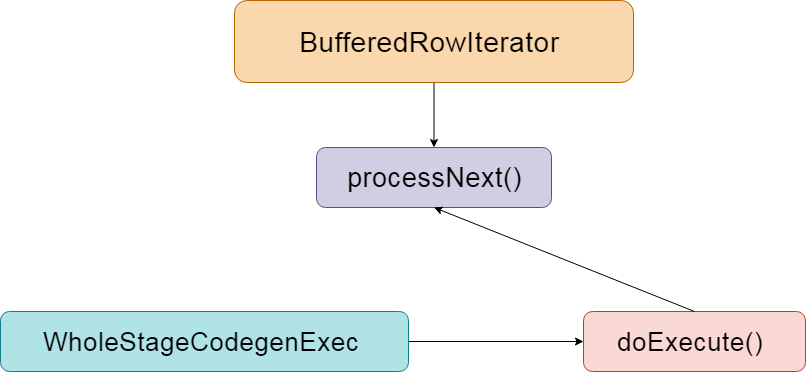 BufferedRowIterator
processNext()
WholeStageCodegenExec
doExecute()